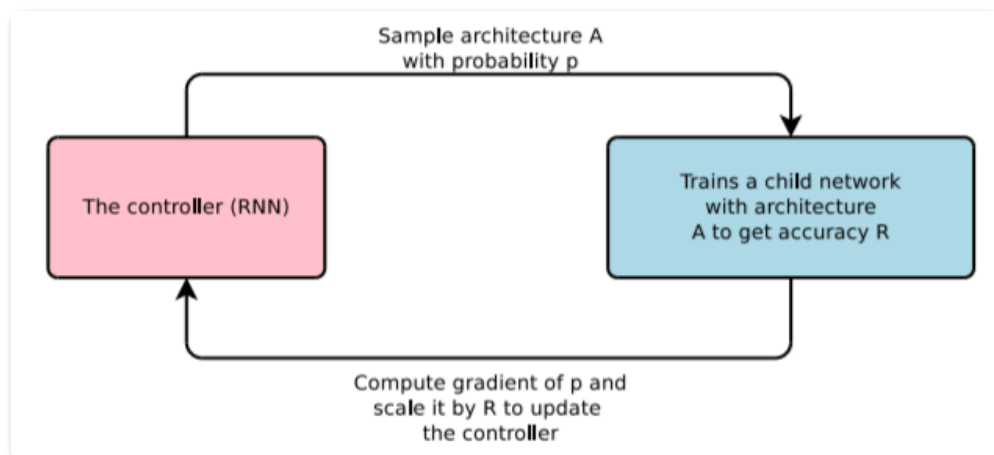 Sample architecture A
with probability p
The controller (RNN)
Trains a child network
with architecture
A to get accuracy R
Compute gradient of p and
scale it by R to update
the controller